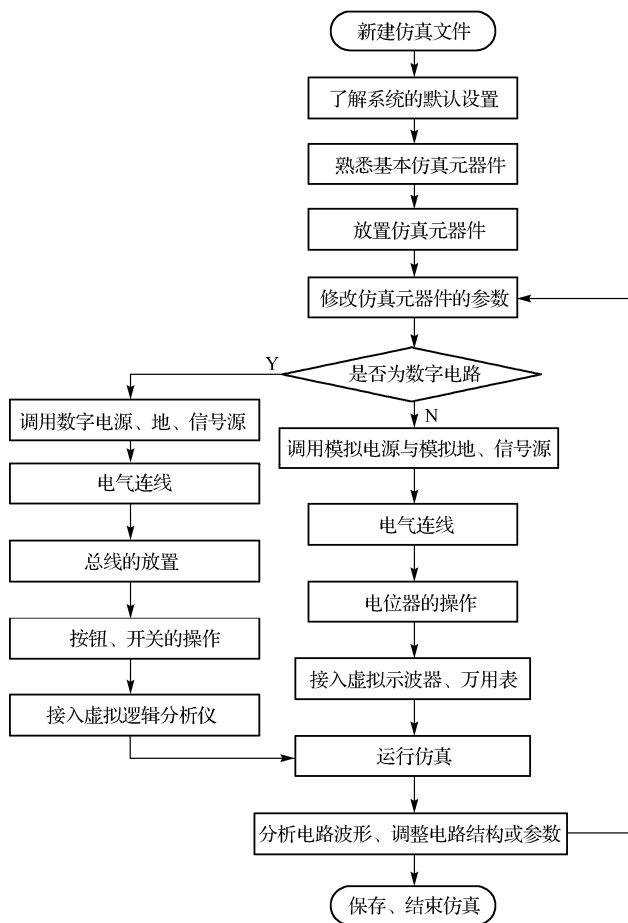 新建仿真文件
了解系统的默认设置
熟悉基本仿真元器件
放置仿真元器件
修改仿真元器件的参数
是否为数字电路
Y
调用数字电源、地、信号源
电气连线
总线的放置
按钮、开关的操作
接入虚拟逻辑分析仪
N
调用模拟电源与模拟地、信号源
电气连线
电位器的操作
接入虚拟示波器、万用表
运行仿真
分析电路波形、调整电路结构或参数
保存、结束仿真